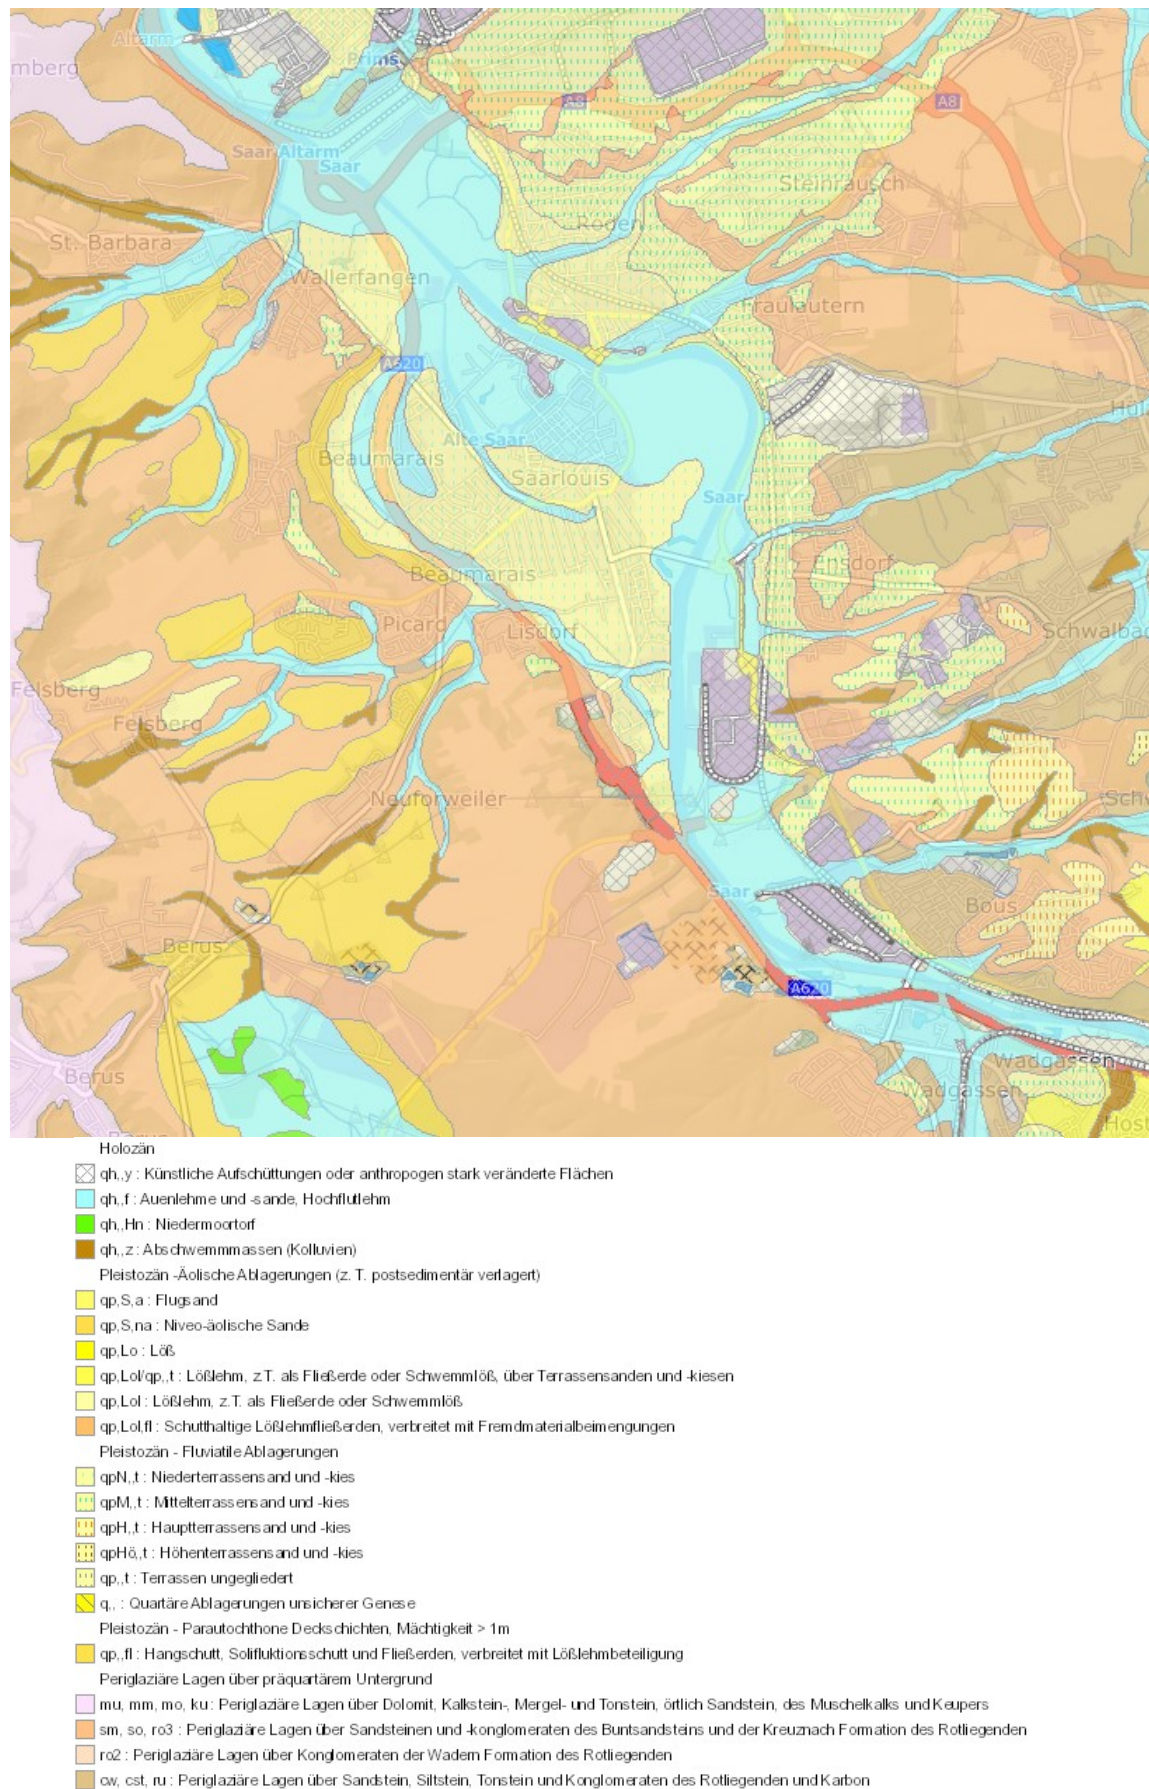 Altarm
mberg
Prims
A8
A8
Saar Altarm
Saar
Steinrausch
Roden
St. Barbara
Wallerfangen
Fraulautern
A620
Hül
Alte Saar
Beaumarais
Saarlouis
Saar
Ensdorf
Beaumarais
Picard
Lisdorf
Schwalbac
Felsberg
Felsberg
Neuforweiler
Schw
Saar
Bous
Berus
A620
Wadgassen
Berus
Wadgassen
Host
Berus
Holozän
qh,,y : Künstliche Aufschüttungen oder anthropogen stark veränderte Flächen
qh,,f : Auenlehme und -sande, Hochflutlehm
qh,,Hn : Niedermoortorf
qh,,z : Abschwemmmassen (Kolluvien)
Pleistozän -Äolische Ablagerungen (z. T. postsedimentär verlagert)
qp,S,a : Flugsand
qp,S,na : Niveo-äolische Sande
qp,Lo : Löß
qp,Lol/qp,,t : Lößlehm, z.T. als Fließerde oder Schwemmlöß, über Terrassensanden und -kiesen
qp,Lol : Lößlehm, z.T. als Fließerde oder Schwemmlöß
qp,Lol,fl : Schutthaltige Lößlehmfließerden, verbreitet mit Fremdmaterialbeimengungen
Pleistozän - Fluviatile Ablagerungen
qpN,,t : Niederterrassensand und -kies
qpM,,t : Mittelterrassensand und -kies
qpH,,t : Hauptterrassensand und -kies
qpHö,,t : Höhenterrassensand und -kies
qp,,t : Terrassen ungegliedert
q,, : Quartäre Ablagerungen unsicherer Genese
Pleistozän - Parautochthone Deckschichten, Mächtigkeit > 1m
qp,,fl : Hangschutt, Solifluktionsschutt und Fließerden, verbreitet mit Lößlehmbeteiligung
Periglaziäre Lagen über präquartärem Untergrund
mu, mm, mo, ku : Periglaziäre Lagen über Dolomit, Kalkstein-, Mergel- und Tonstein, örtlich Sandstein, des Muschelkalks und Keupers
sm, so, ro3 : Periglaziäre Lagen über Sandsteinen und -konglomeraten des Buntsandsteins und der Kreuznach Formation des Rotliegenden
ro2 : Periglaziäre Lagen über Konglomeraten der Wadern Formation des Rotliegenden
cw, cst, ru : Periglaziäre Lagen über Sandstein, Siltstein, Tonstein und Konglomeraten des Rotliegenden und Karbon